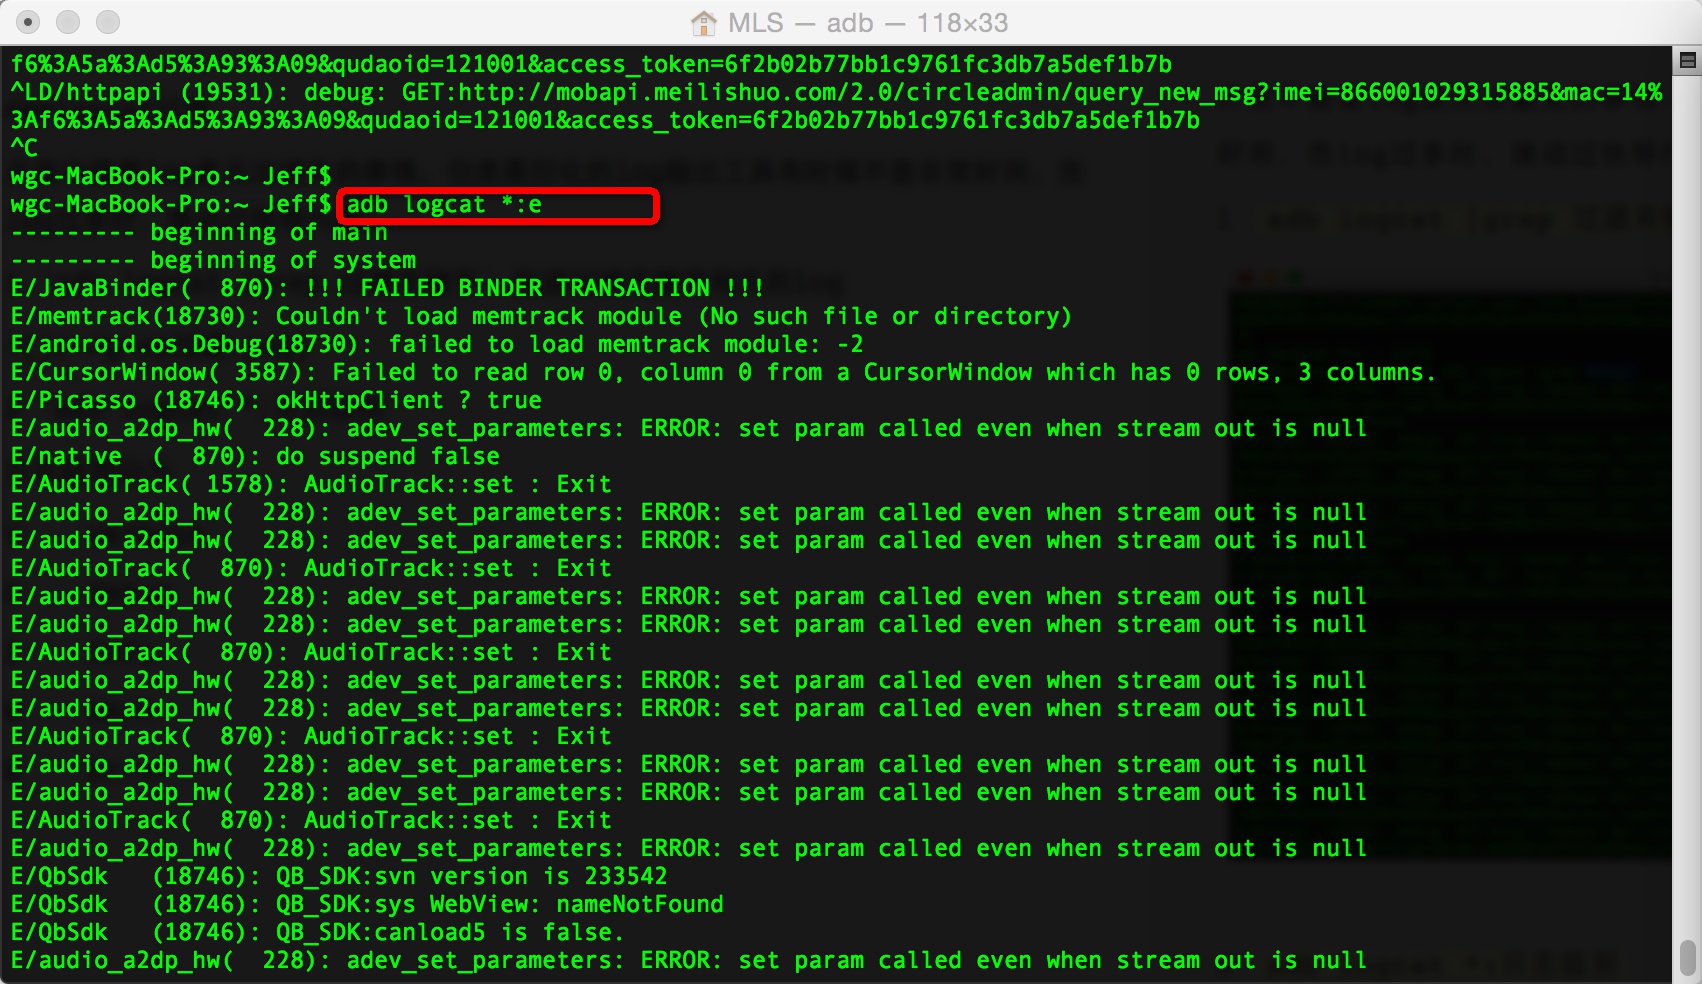 MLS — adb — 118×33
f6%3A5a%3Ad5%3A93%3A09&qudaoid=121001&access_token=6f2b02b77bb1c9761fc3db7a5def1b7b
^LD/httpapi (19531): debug: GET:http://mobapi.meilishuo.com/2.0/circleadmin/query_new_msg?imei=866001029315885&mac=14%
3Af6%3A5a%3Ad5%3A93%3A09&qudaoid=121001&access_token=6f2b02b77bb1c9761fc3db7a5def1b7b
^C
wgc-MacBook-Pro:~ Jeff$
wgc-MacBook-Pro:~ Jeff$ adb logcat *:e
--------- beginning of main
--------- beginning of system
E/JavaBinder(  870): !!! FAILED BINDER TRANSACTION !!!
E/memtrack(18730): Couldn't load memtrack module (No such file or directory)
E/android.os.Debug(18730): failed to load memtrack module: -2
E/CursorWindow( 3587): Failed to read row 0, column 0 from a CursorWindow which has 0 rows, 3 columns.
E/Picasso (18746): okHttpClient ? true
E/audio_a2dp_hw(  228): adev_set_parameters: ERROR: set param called even when stream out is null
E/native  (  870): do suspend false
E/AudioTrack( 1578): AudioTrack::set : Exit
E/audio_a2dp_hw(  228): adev_set_parameters: ERROR: set param called even when stream out is null
E/audio_a2dp_hw(  228): adev_set_parameters: ERROR: set param called even when stream out is null
E/AudioTrack(  870): AudioTrack::set : Exit
E/audio_a2dp_hw(  228): adev_set_parameters: ERROR: set param called even when stream out is null
E/audio_a2dp_hw(  228): adev_set_parameters: ERROR: set param called even when stream out is null
E/AudioTrack(  870): AudioTrack::set : Exit
E/audio_a2dp_hw(  228): adev_set_parameters: ERROR: set param called even when stream out is null
E/audio_a2dp_hw(  228): adev_set_parameters: ERROR: set param called even when stream out is null
E/AudioTrack(  870): AudioTrack::set : Exit
E/audio_a2dp_hw(  228): adev_set_parameters: ERROR: set param called even when stream out is null
E/audio_a2dp_hw(  228): adev_set_parameters: ERROR: set param called even when stream out is null
E/AudioTrack(  870): AudioTrack::set : Exit
E/audio_a2dp_hw(  228): adev_set_parameters: ERROR: set param called even when stream out is null
E/QbSdk   (18746): QB_SDK:svn version is 233542
E/QbSdk   (18746): QB_SDK:sys WebView: nameNotFound
E/QbSdk   (18746): QB_SDK:canload5 is false.
E/audio_a2dp_hw(  228): adev_set_parameters: ERROR: set param called even when stream out is null